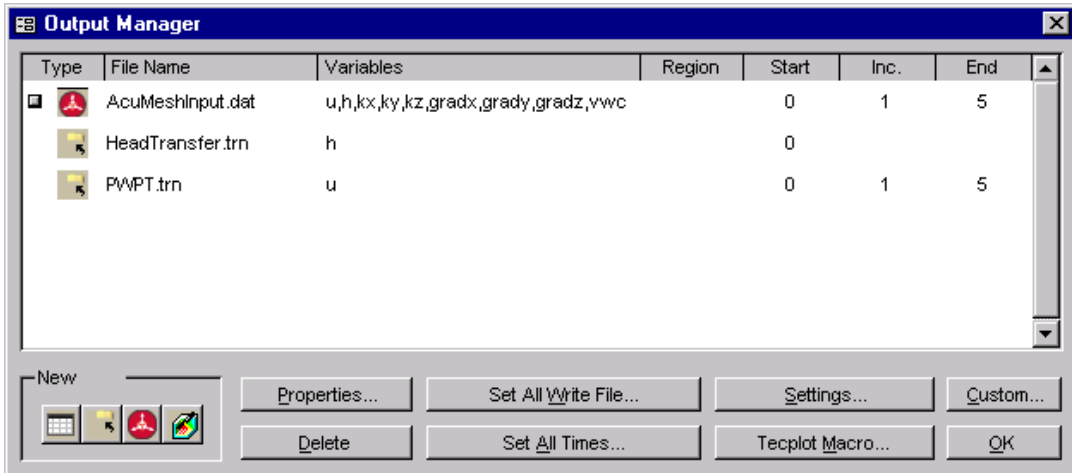 Output Manager
Type File Name Variables Region Start Inc. End
AcuMeshInput.dat u,h,kx,ky,kz,gradx,grady,gradz,vwc 0 1 5
HeadTransfer.trn h 0
PWPT.trn u 0 1 5
New
Properties... Set All Write File... Settings... Custom...
Delete Set All Times... Tecplot Macro... OK